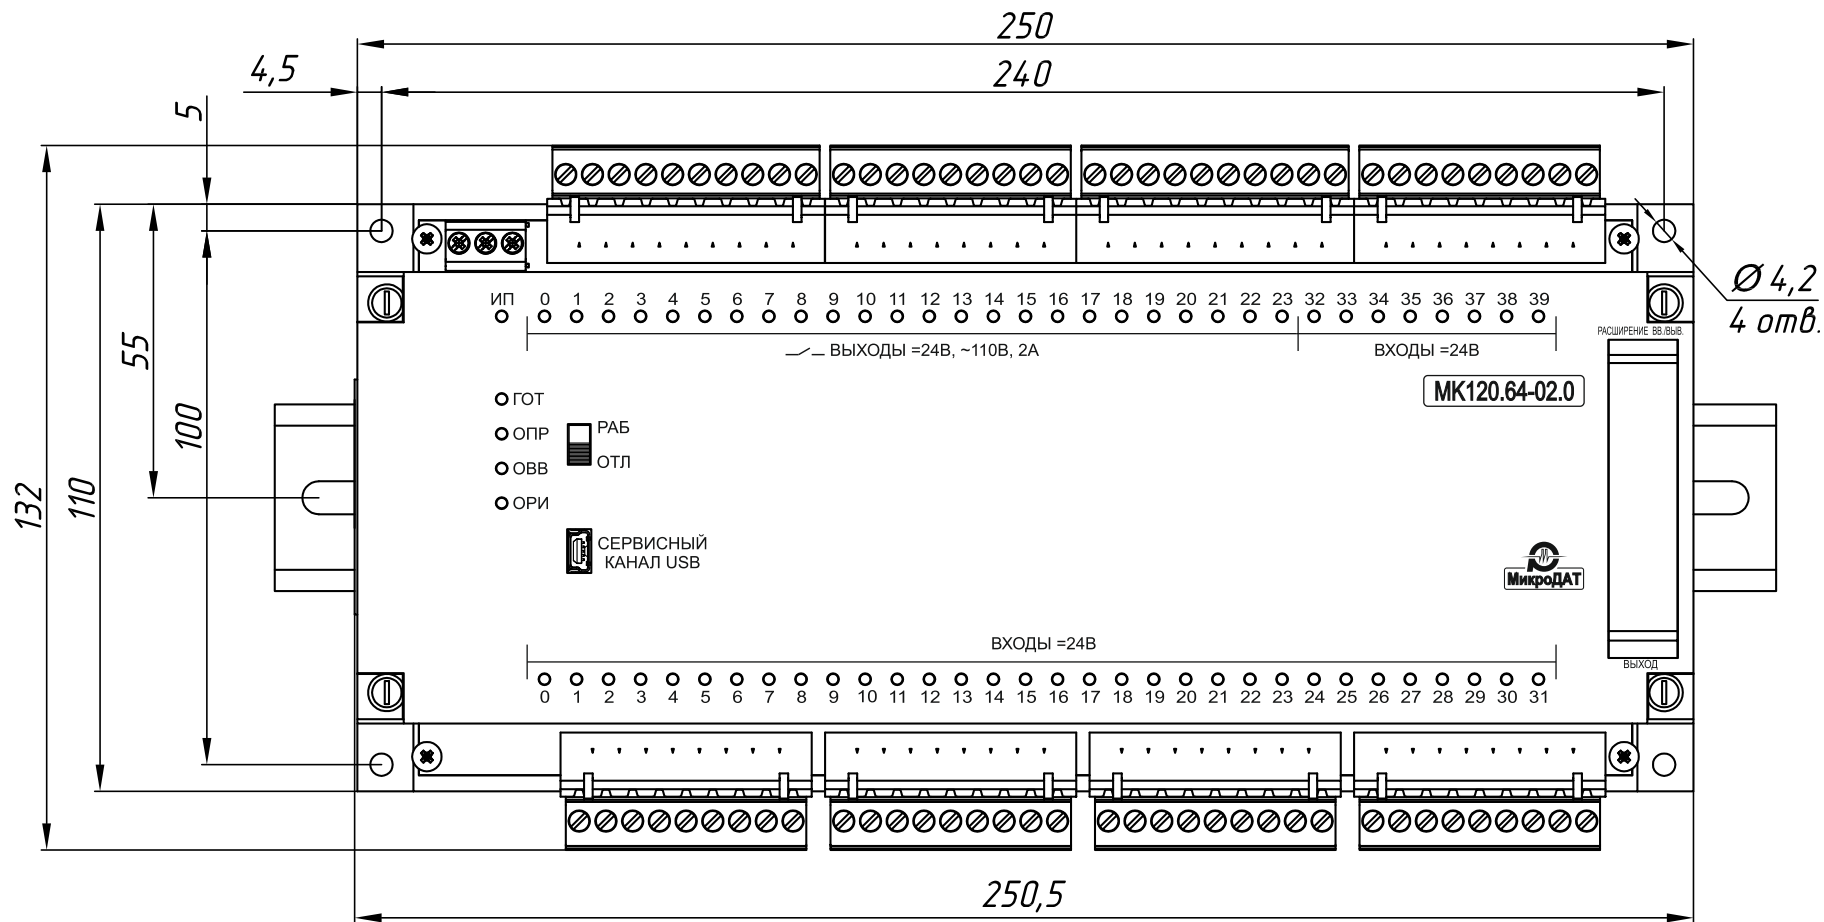 250
4,5
240
5
132
110
55
100
Ø 4,2
4 отв.
ИП 0 1 2 3 4 5 6 7 8 9 10 11 12 13 14 15 16 17 18 19 20 21 22 23 32 33 34 35 36 37 38 39
РАСШИРЕНИЕ ВВ./ВЫВ.
ВЫХОДЫ =24В, ~110В, 2А
ВХОДЫ =24В
МК120.64-02.0
ГОТ
ОПР
ОВВ
ОРИ
РАБ
ОТЛ
СЕРВИСНЫЙ
КАНАЛ USB
МикроДАТ
ВХОДЫ =24В
ВЫХОД
0 1 2 3 4 5 6 7 8 9 10 11 12 13 14 15 16 17 18 19 20 21 22 23 24 25 26 27 28 29 30 31
250,5